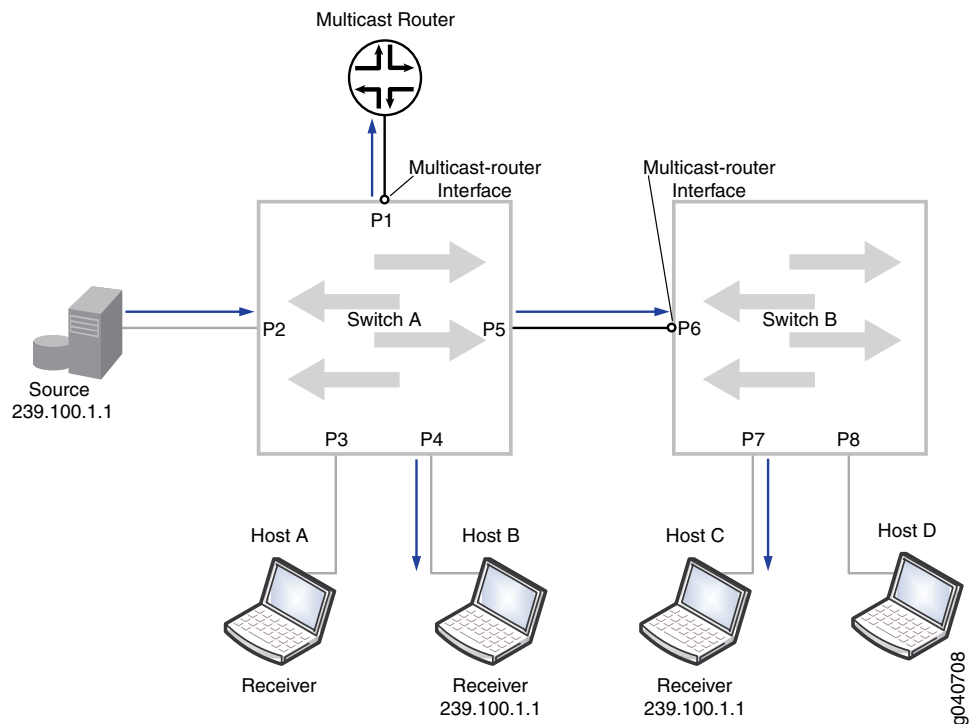 Multicast Router
Multicast-router
Interface
Multicast-router
Interface
P1
P2
Switch A
P5
P6
Switch B
Source
239.100.1.1
P3
P4
P7
P8
Host A
Host B
Host C
Host D
Receiver
Receiver
239.100.1.1
Receiver
239.100.1.1
g040708